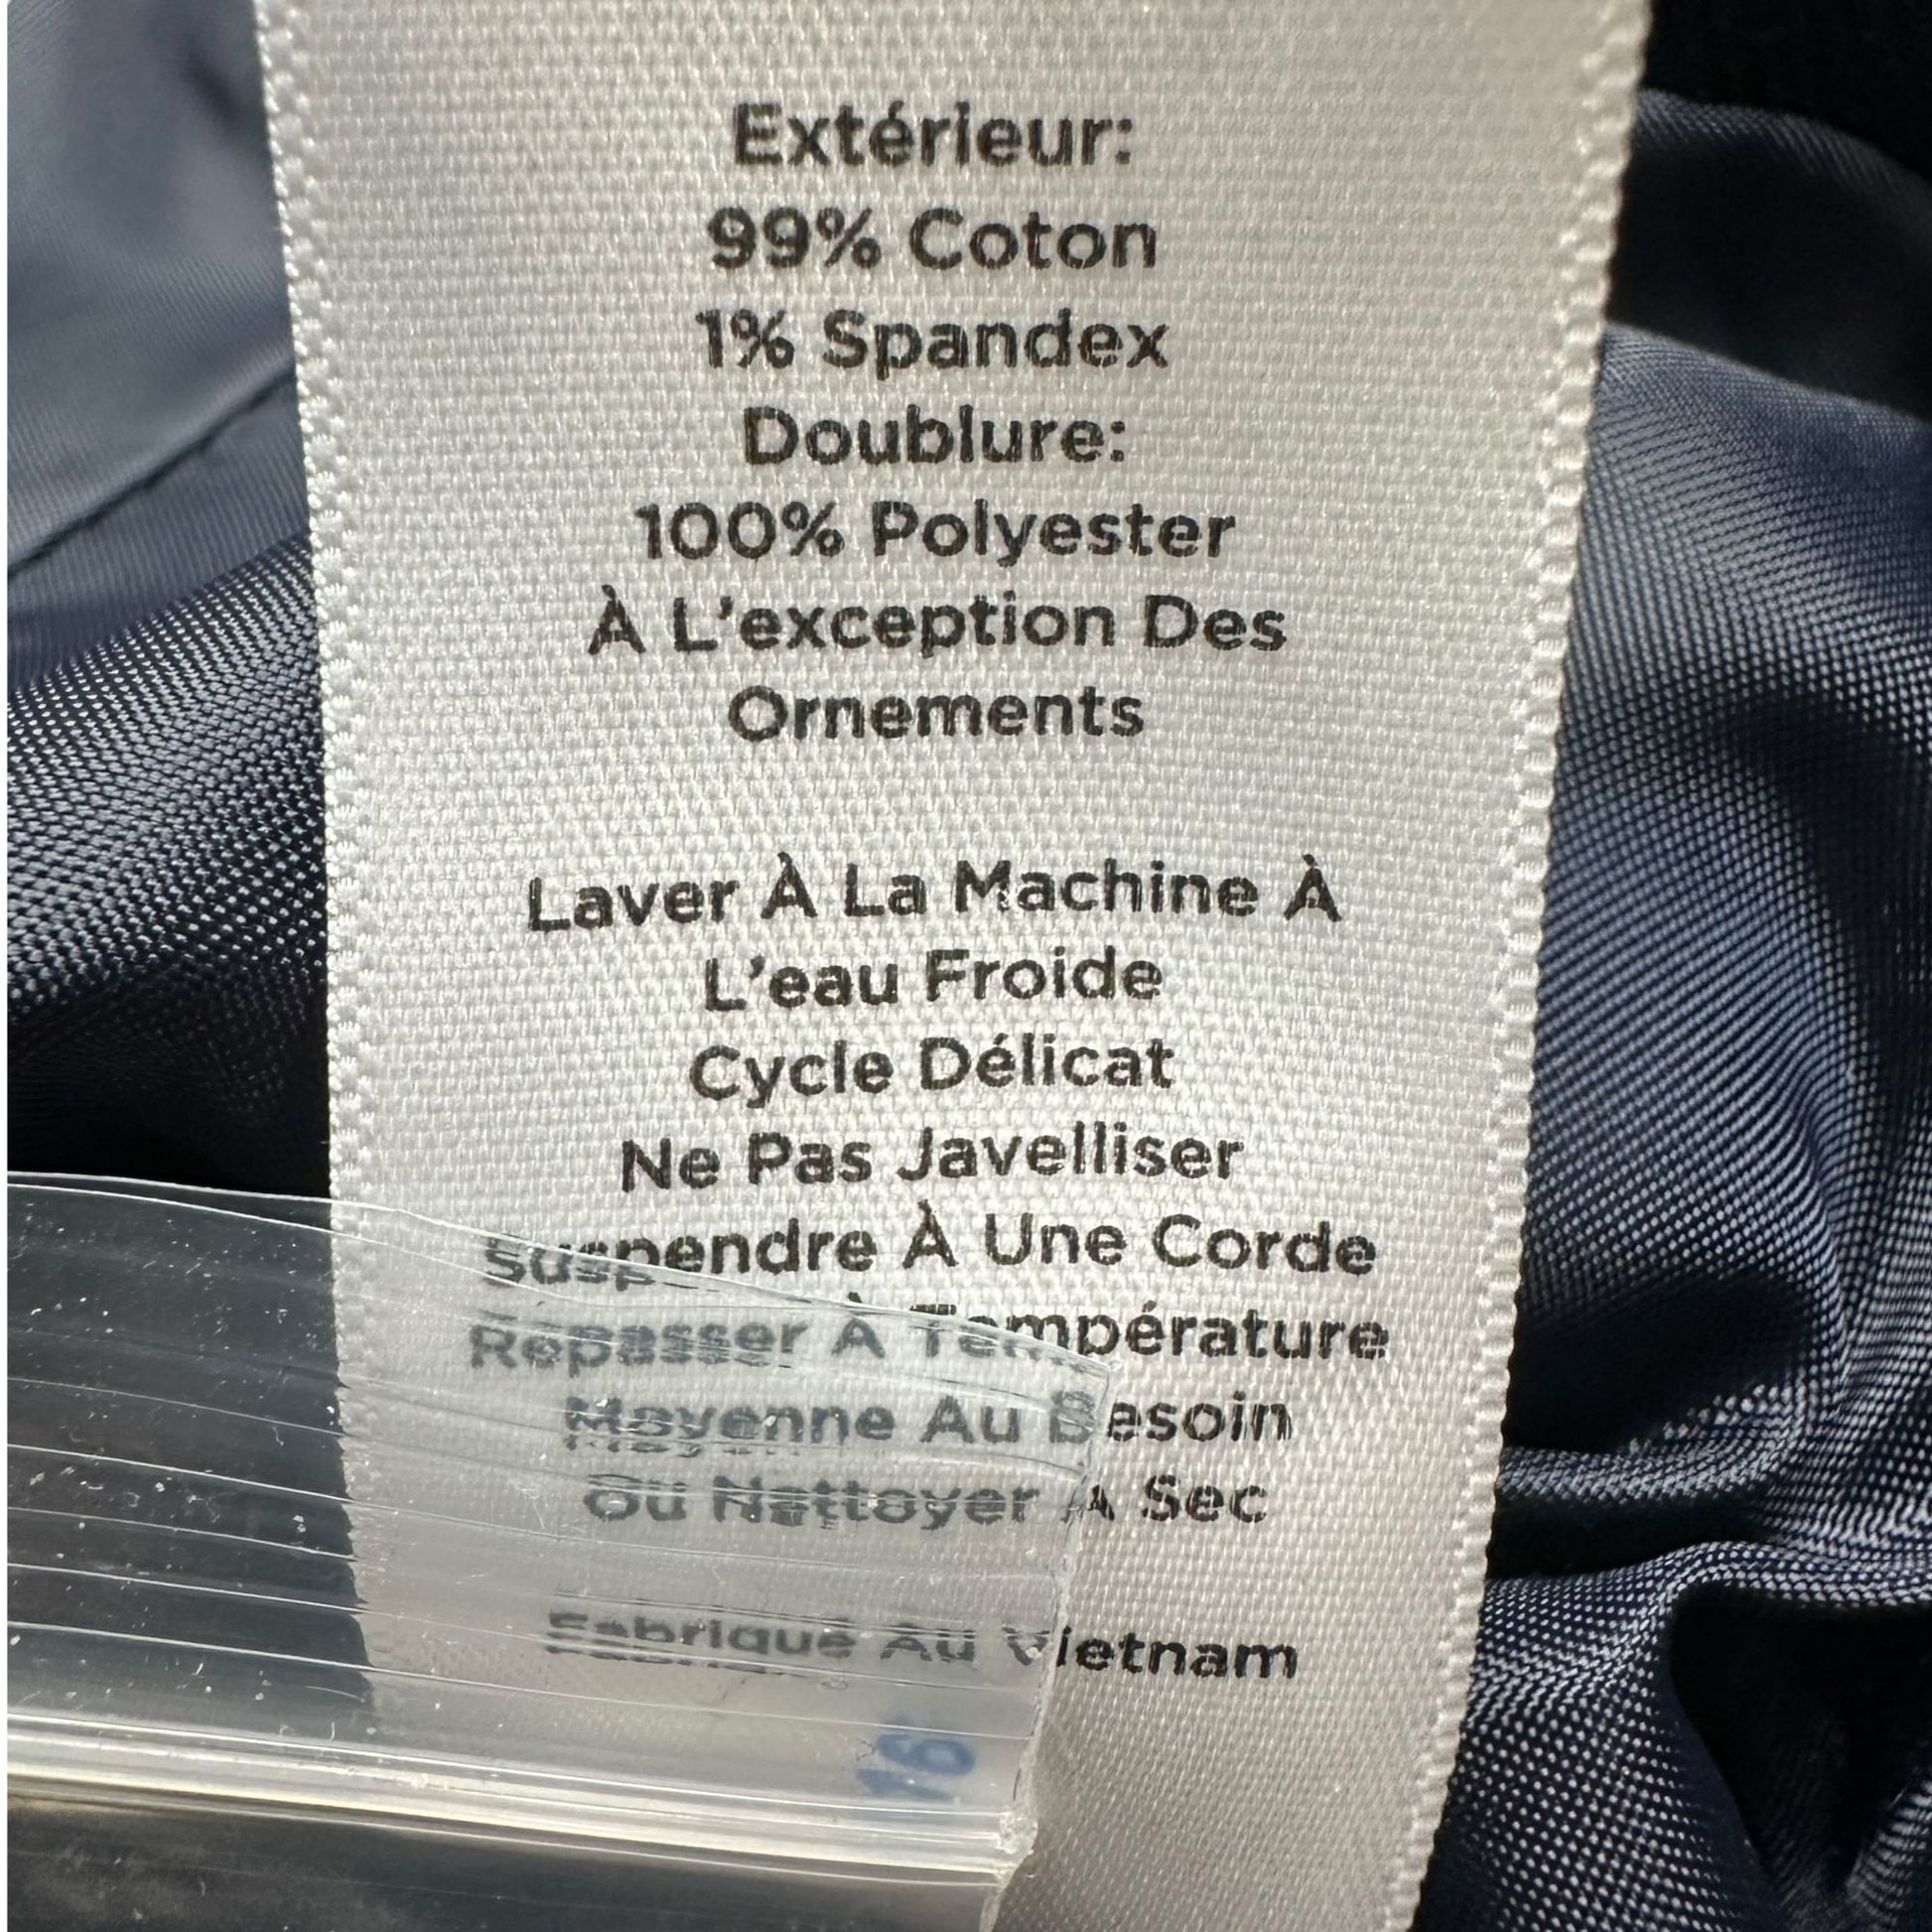 Extérieur:
99% Coton
1% Spandex
Doublure:
100% Polyester
À L'exception Des
Ornements
Laver À La Machine À
L'eau Froide
Cycle Délicat
Ne Pas Javelliser
Suspendre À Une Corde
Repasser À Température
Moyenne Au Besoin
Ou Nettoyer À Sec
Fabriqué Au Vietnam